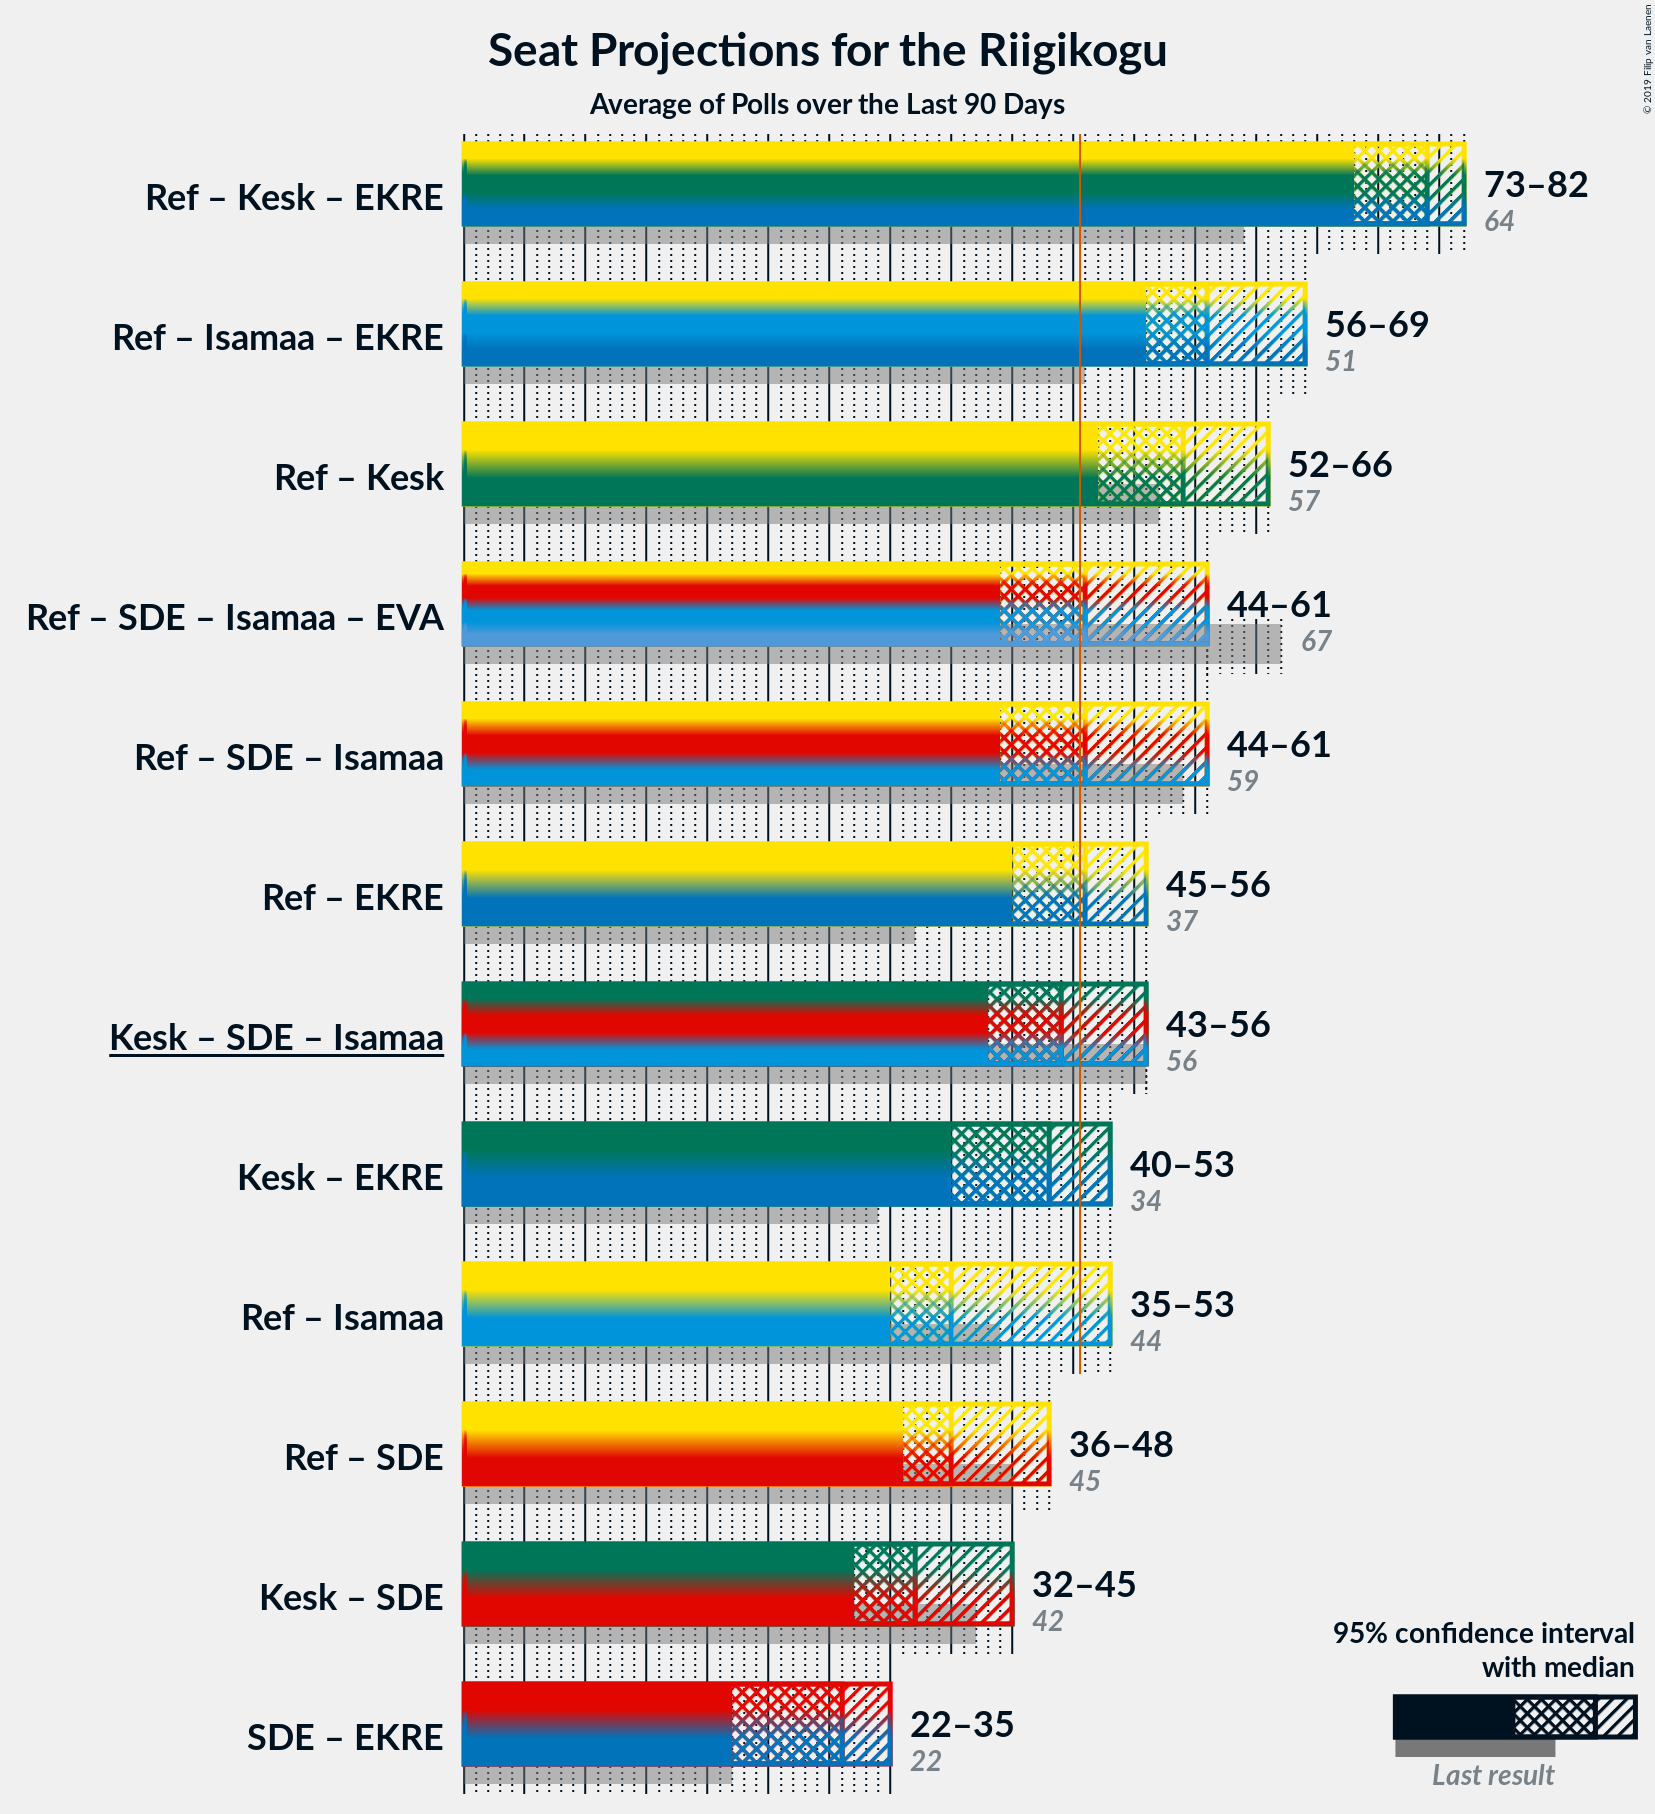 Seat Projections for the Riigikogu
Average of Polls over the Last 90 Days
© 2019 Filip van Laenen
Ref – Kesk – EKRE
73–82
64
Ref – Isamaa – EKRE
56–69
51
Ref – Kesk
52–66
57
Ref – SDE – Isamaa – EVA
44–61
67
Ref – SDE – Isamaa
44–61
59
Ref – EKRE
45–56
37
Kesk – SDE – Isamaa
43–56
56
Kesk – EKRE
40–53
34
Ref – Isamaa
35–53
44
Ref – SDE
36–48
45
Kesk – SDE
32–45
42
SDE – EKRE
22–35
22
95% confidence interval
with median
Last result